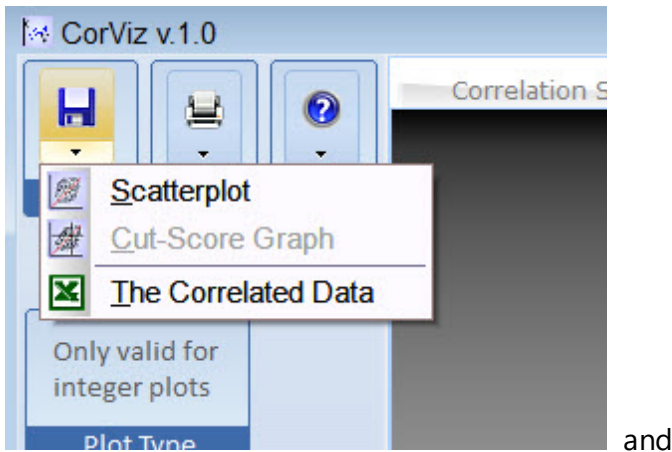 CorViz v.1.0
Correlation S
Scatterplot
Cut-Score Graph
The Correlated Data
Only valid for
integer plots
Plot Type
and